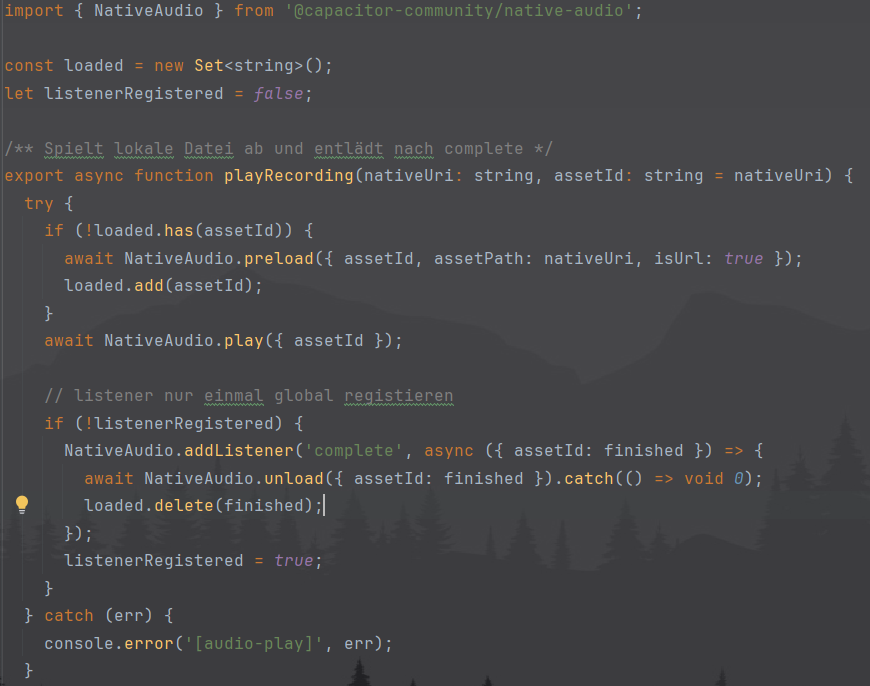 import { NativeAudio } from '@capacitor-community/native-audio';
const loaded = new Set<string>();
let listenerRegistered = false;
/** Spielt lokale Datei ab und entlädt nach complete */
export async function playRecording(nativeUri: string, assetId: string = nativeUri) {
try {
if (!loaded.has(assetId)) {
await NativeAudio.preload({ assetId, assetPath: nativeUri, isUrl: true });
loaded.add(assetId);
}
await NativeAudio.play({ assetId });
// listener nur einmal global registieren
if (!listenerRegistered) {
NativeAudio.addListener('complete', async ({ assetId: finished }) => {
await NativeAudio.unload({ assetId: finished }).catch(() => void 0);
loaded.delete(finished);
});
listenerRegistered = true;
}
} catch (err) {
console.error('[audio-play]', err);
}